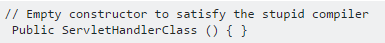 // Empty constructor to satisfy the stupid compiler
Public ServletHandlerClass () { }